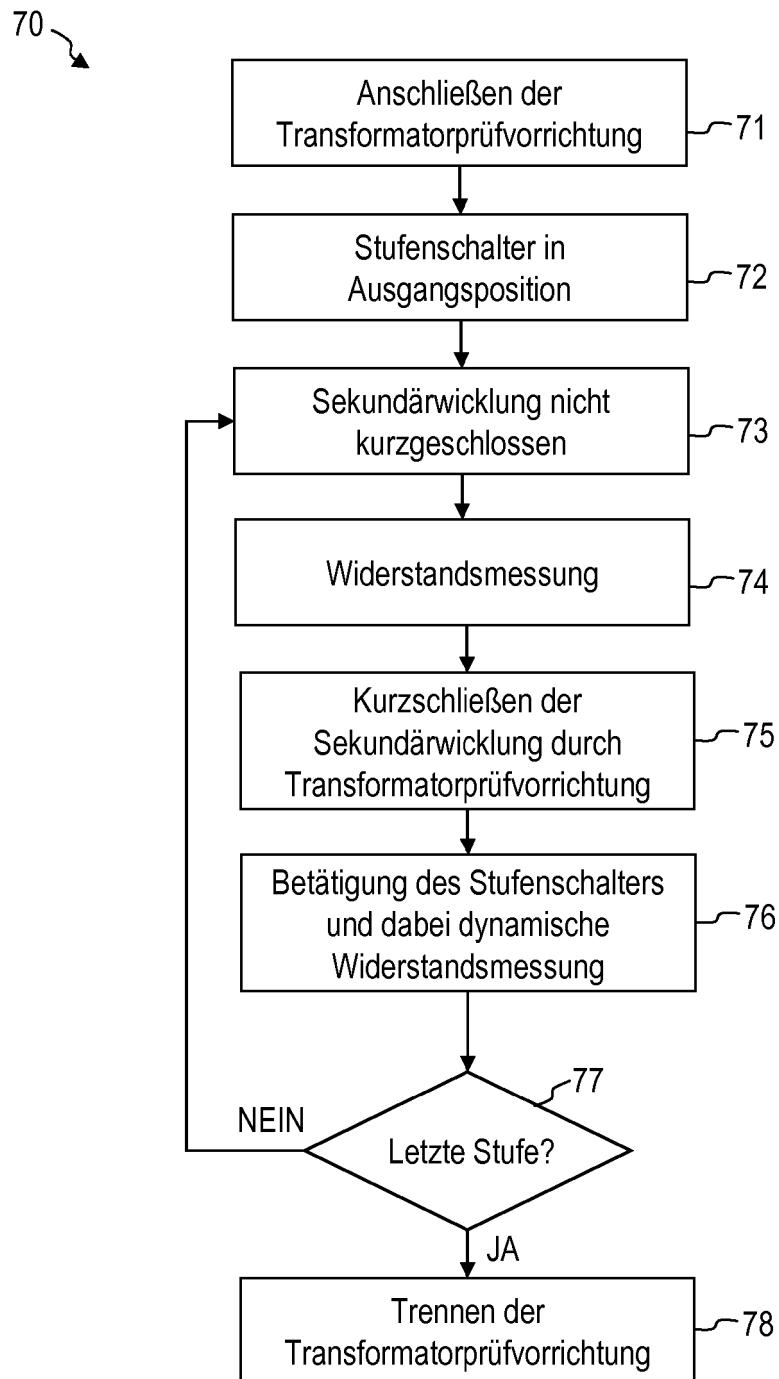 70
Anschließen der
Transformatorprüfvorrichtung
71
Stufenschalter in
Ausgangsposition
72
Sekundärwicklung nicht
kurzgeschlossen
73
Widerstandsmessung
74
Kurzschließen der
Sekundärwicklung durch
Transformatorprüfvorrichtung
75
Betätigung des Stufenschalters
und dabei dynamische
Widerstandsmessung
76
77
NEIN
Letzte Stufe?
JA
Trennen der
Transformatorprüfvorrichtung
78